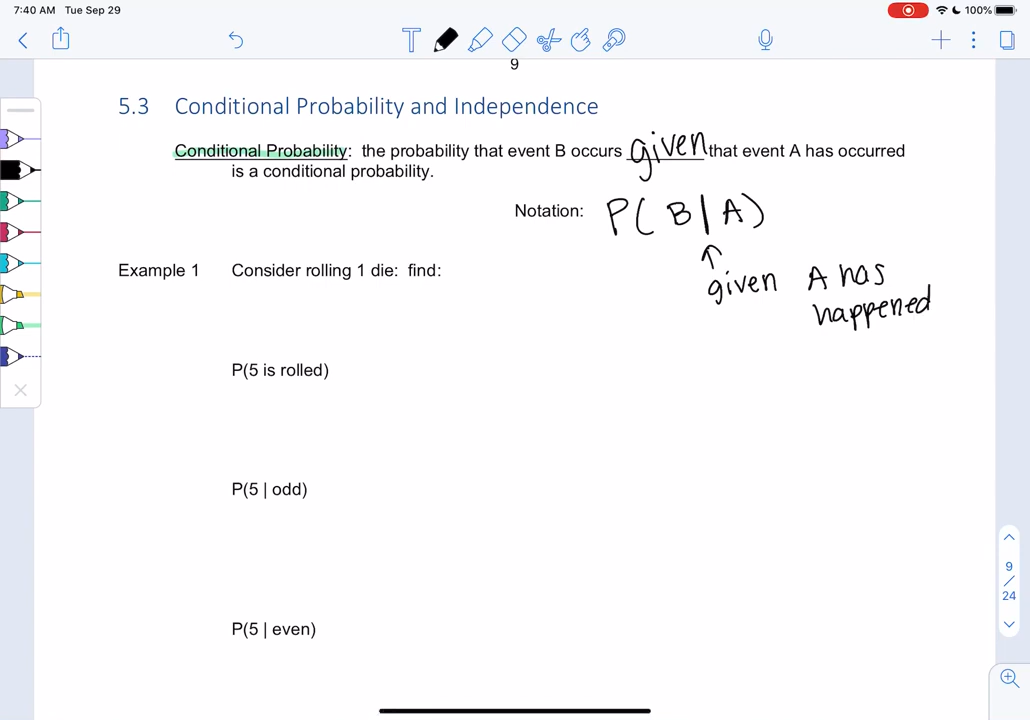 7:40 AM Tue Sep 29
100%
T
9
5.3 Conditional Probability and Independence
Conditional Probability: the probability that event B occurs given that event A has occurred
is a conditional probability.
Notation: P( B | A)
given A has
happened
Example 1 Consider rolling 1 die: find:
P(5 is rolled)
P(5 | odd)
P(5 | even)
9
/
24